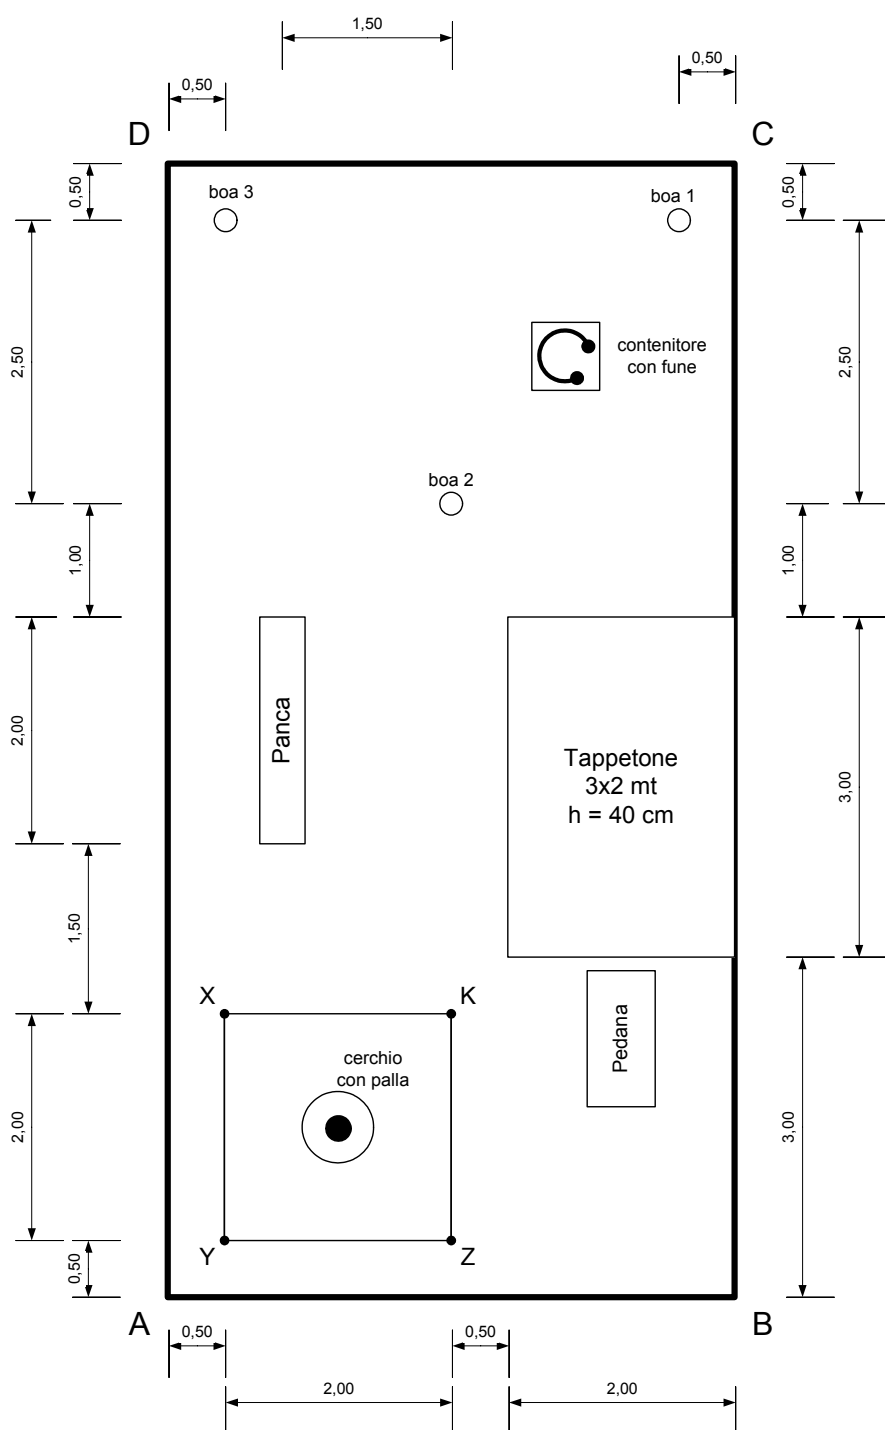 1,50
0,50
0,50
D
C
0,50
0,50
boa 3
boa 1
2,50
2,50
contenitore
con fune
boa 2
1,00
1,00
2,00
Panca
Tappetone
3x2 mt
h = 40 cm
3,00
1,50
X
K
Pedana
cerchio
con palla
2,00
3,00
Y
Z
0,50
A
B
0,50
0,50
2,00
2,00